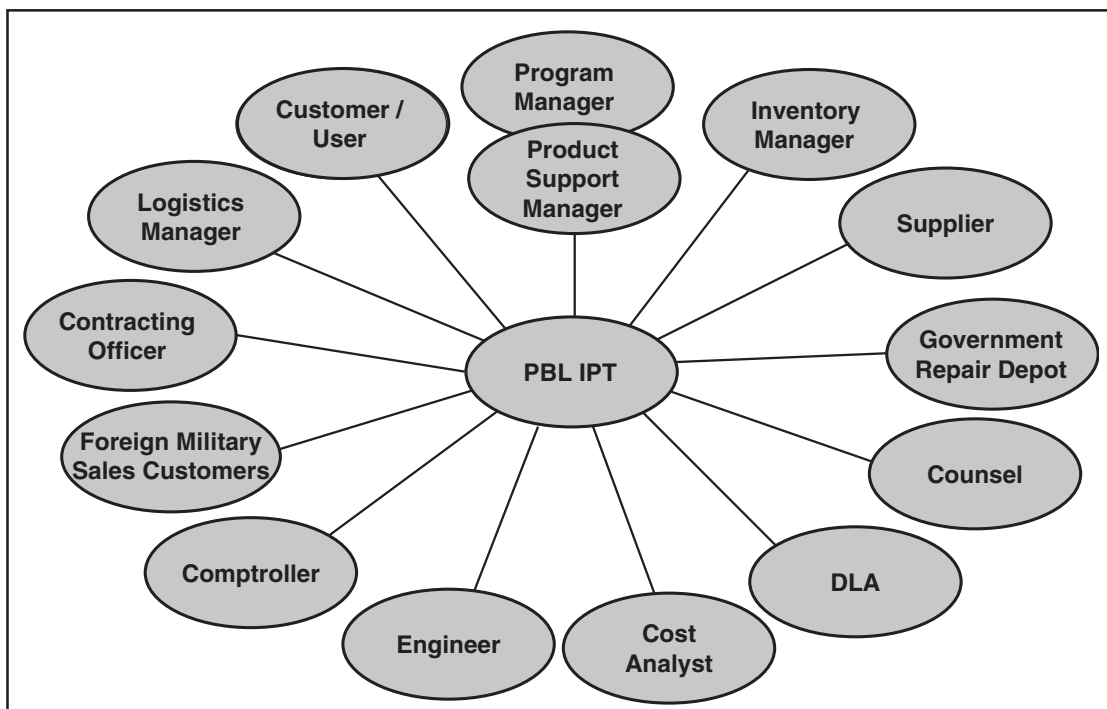 Program
Manager
Product
Support
Manager
Inventory
Manager
Supplier
Government
Repair Depot
Counsel
DLA
Cost
Analyst
Engineer
Comptroller
Foreign Military
Sales Customers
Contracting
Officer
Logistics
Manager
Customer /
User
PBL IPT